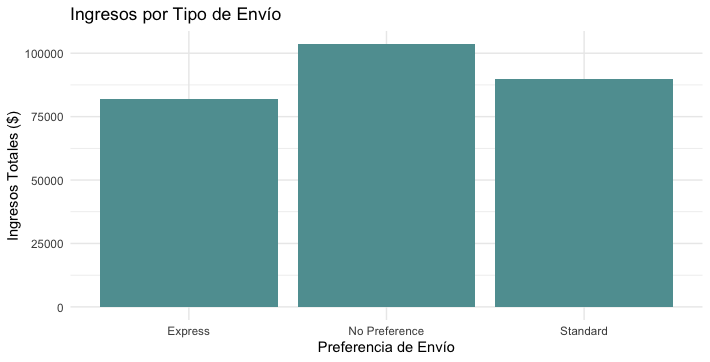 Ingresos por Tipo de Envío
Ingresos Totales ($)
100000
75000
50000
25000
0
Express
No Preference
Standard
Preferencia de Envío